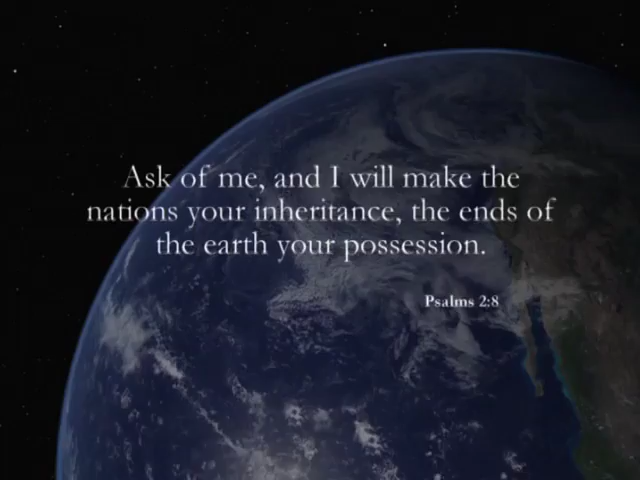 Ask of me, and I will make the
nations your inheritance, the ends of
the earth your possession.
Psalms 2:8